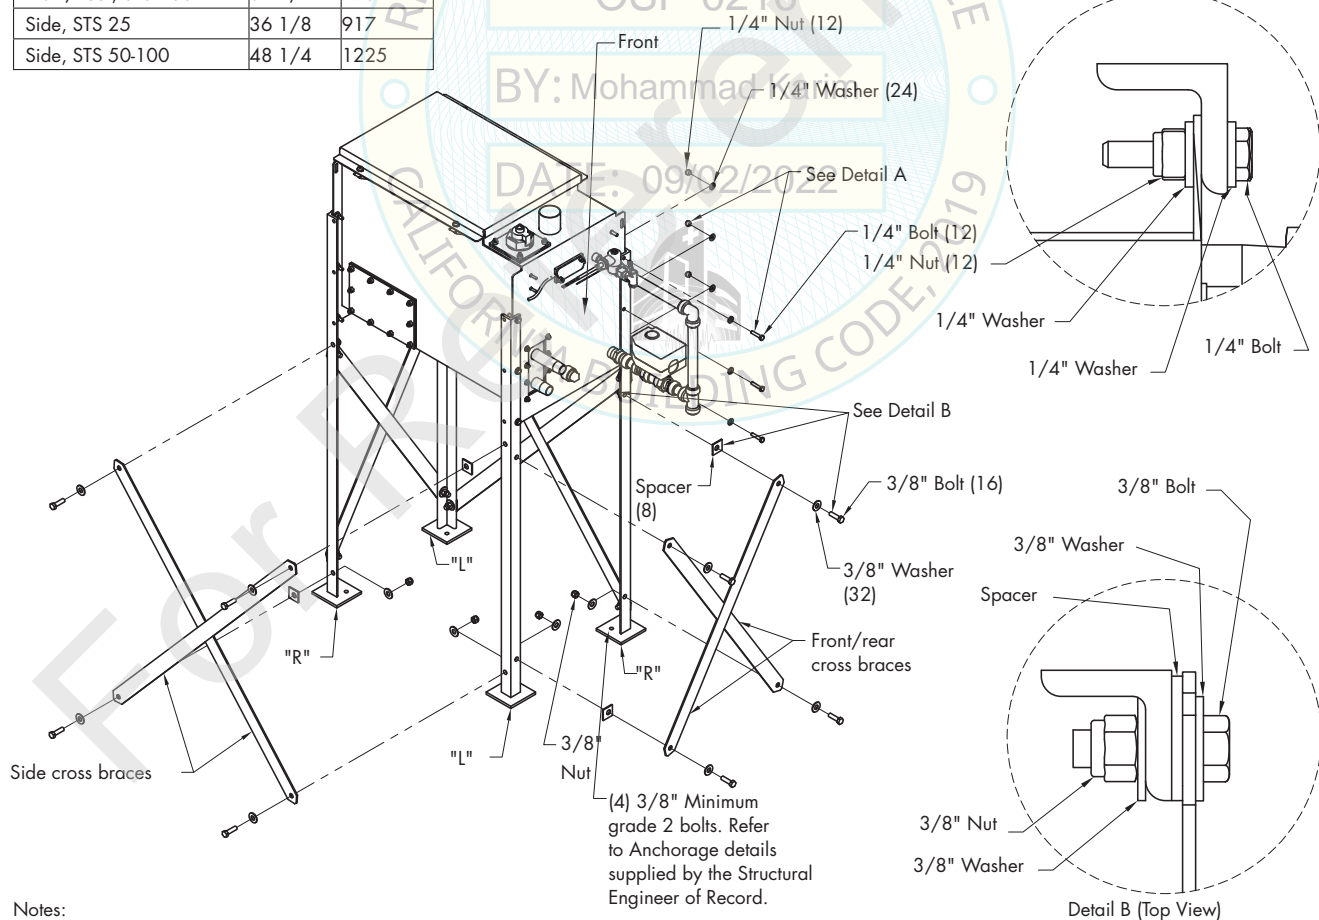 Side, STS 25 36 1/8 917
Side, STS 50-100 48 1/4 1225
BY: Mohammad Karim
DATE: 09/02/2022
CALIFORNIA BUILDING CODE, 2019
For Reference
Front
1/4" Nut (12)
1/4" Washer (24)
See Detail A
1/4" Bolt (12)
1/4" Nut (12)
1/4" Washer
1/4" Washer
1/4" Bolt
See Detail B
Spacer
(8)
3/8" Bolt (16)
3/8" Washer
(32)
3/8" Bolt
3/8" Washer
Spacer
"L"
"R"
"R"
"L"
Front/rear
cross braces
Side cross braces
3/8"
Nut
(4) 3/8" Minimum
grade 2 bolts. Refer
to Anchorage details
supplied by the Structural
Engineer of Record.
3/8" Nut
3/8" Washer
Detail B (Top View)
Notes: